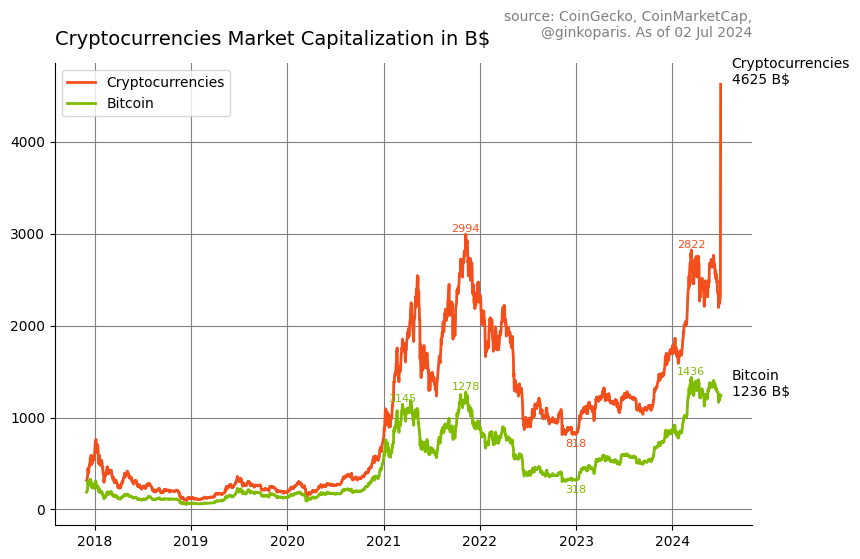 source: CoinGecko, CoinMarketCap,
@ginkoparis. As of 02 Jul 2024
Cryptocurrencies Market Capitalization in B$
Cryptocurrencies
4625 B$
Cryptocurrencies
Bitcoin
4000
3000
2994
2822
2000
Bitcoin
1236 B$
1436
1278
1145
1000
818
318
0
2018 2019 2020 2021 2022 2023 2024